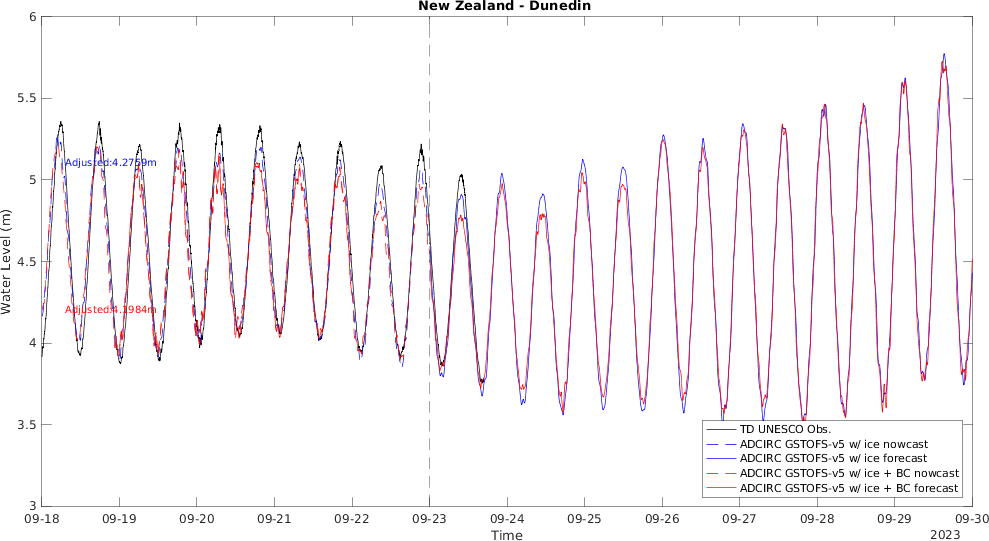 New Zealand - Dunedin
Water Level (m)
6
5.5
5
4.5
4
3.5
3
Adjusted:4.2759m
Adjusted:4.1984m
TD UNESCO Obs.
ADCIRC GSTOFS-v5 w/ ice nowcast
ADCIRC GSTOFS-v5 w/ ice forecast
ADCIRC GSTOFS-v5 w/ ice + BC nowcast
ADCIRC GSTOFS-v5 w/ ice + BC forecast
09-18 09-19 09-20 09-21 09-22 09-23 09-24 09-25 09-26 09-27 09-28 09-29 09-30
Time
2023